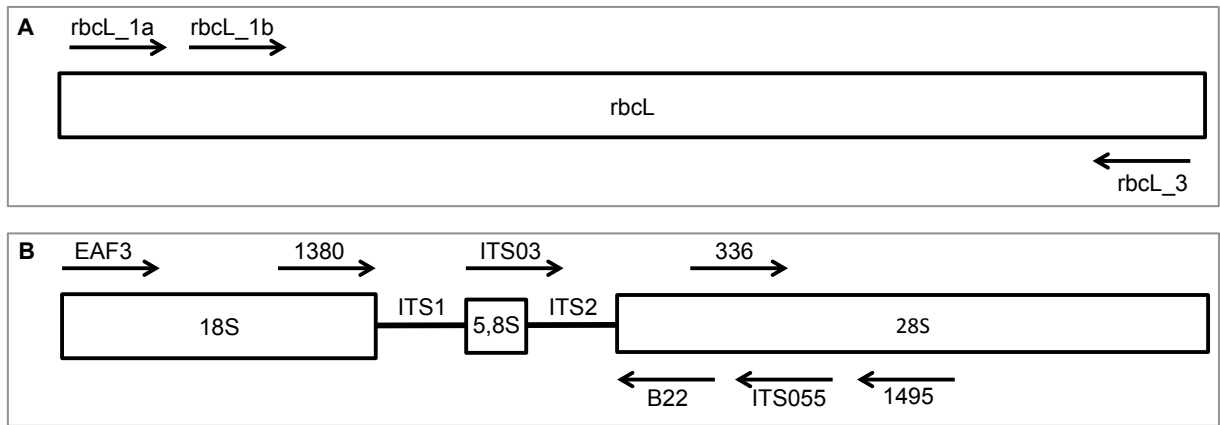 A rbcL_1a rbcL_1b
rbcL
rbcL_3
B EAF3 1380 ITS03 336
ITS1 ITS2
18S 5,8S 28S
B22 ITS055 1495